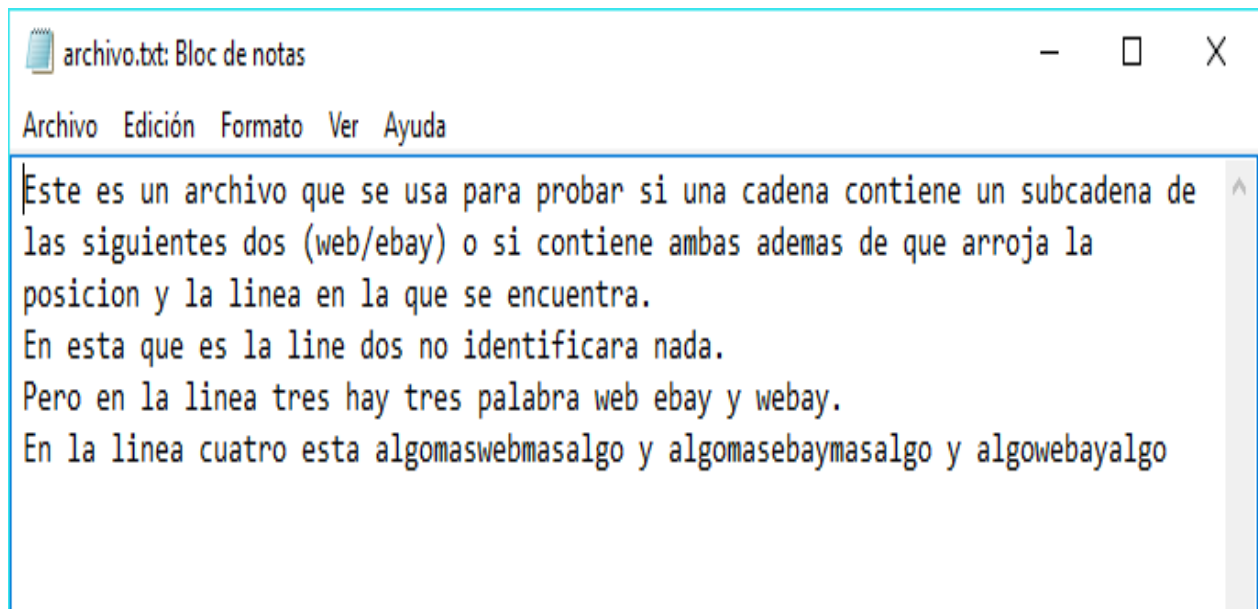 archivo.txt: Bloc de notas
Archivo Edición Formato Ver Ayuda
Este es un archivo que se usa para probar si una cadena contiene un subcadena de
las siguientes dos (web/ebay) o si contiene ambas ademas de que arroja la
posicion y la linea en la que se encuentra.
En esta que es la line dos no identificara nada.
Pero en la linea tres hay tres palabra web ebay y webay.
En la linea cuatro esta algomaswebmasalgo y algomasebaymasalgo y algowebayalgo